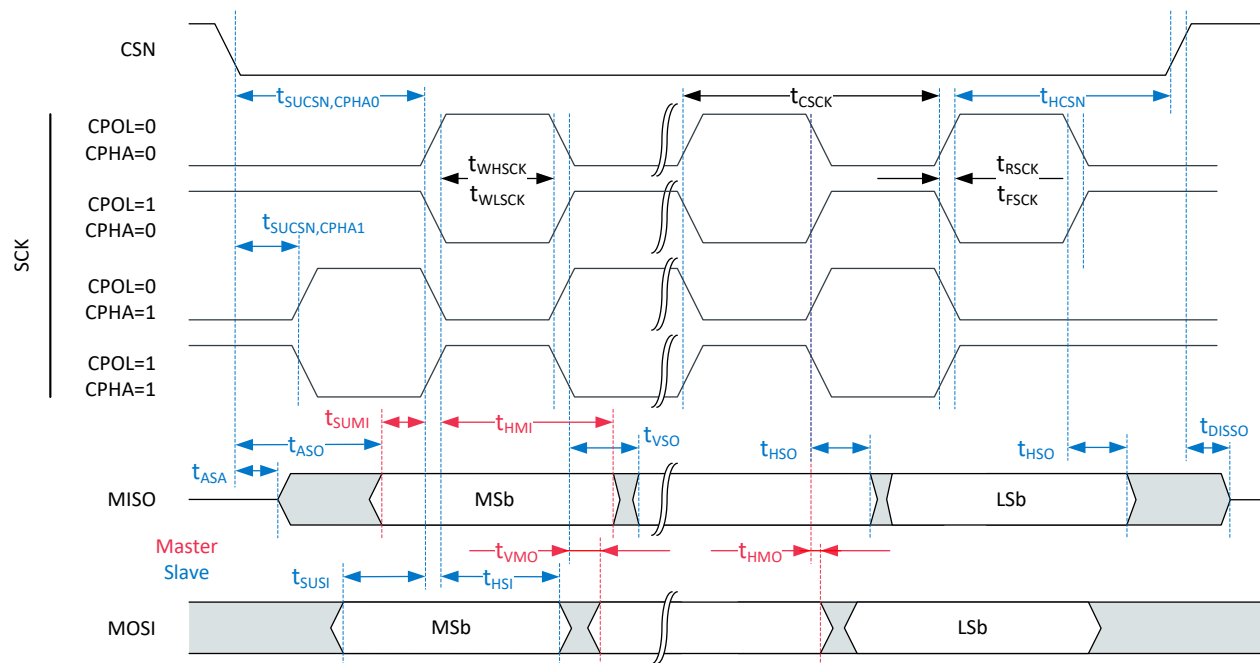 CSN
tSUCSN,CPHA0
tCSCK
tHCSN
CPOL=0
CPHA=0
tWHSCK
tWLSCK
tRSCK
tFSCK
CPOL=1
CPHA=0
tSUCSN,CPHA1
SCK
CPOL=0
CPHA=1
CPOL=1
CPHA=1
tSUMI
tHMI
tASO
tVSO
tHSO
tHSO
tDISSO
tASA
MISO
MSb
LSb
Master
Slave
tVMO
tHMO
tSUSI
tHSI
MOSI
MSb
LSb